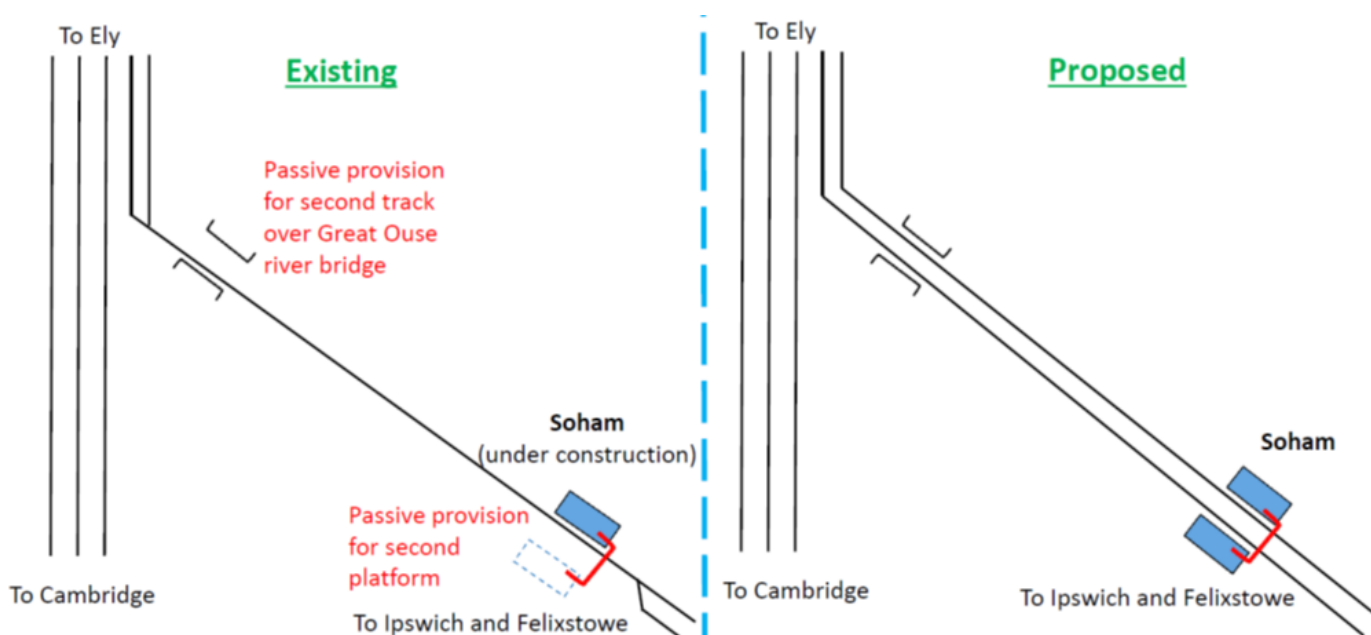 To Ely
Existing
Passive provision
for second track
over Great Ouse
river bridge
Soham
(under construction)
Passive provision
for second
platform
To Cambridge
To Ipswich and Felixstowe
To Ely
Proposed
Soham
To Cambridge
To Ipswich and Felixstowe